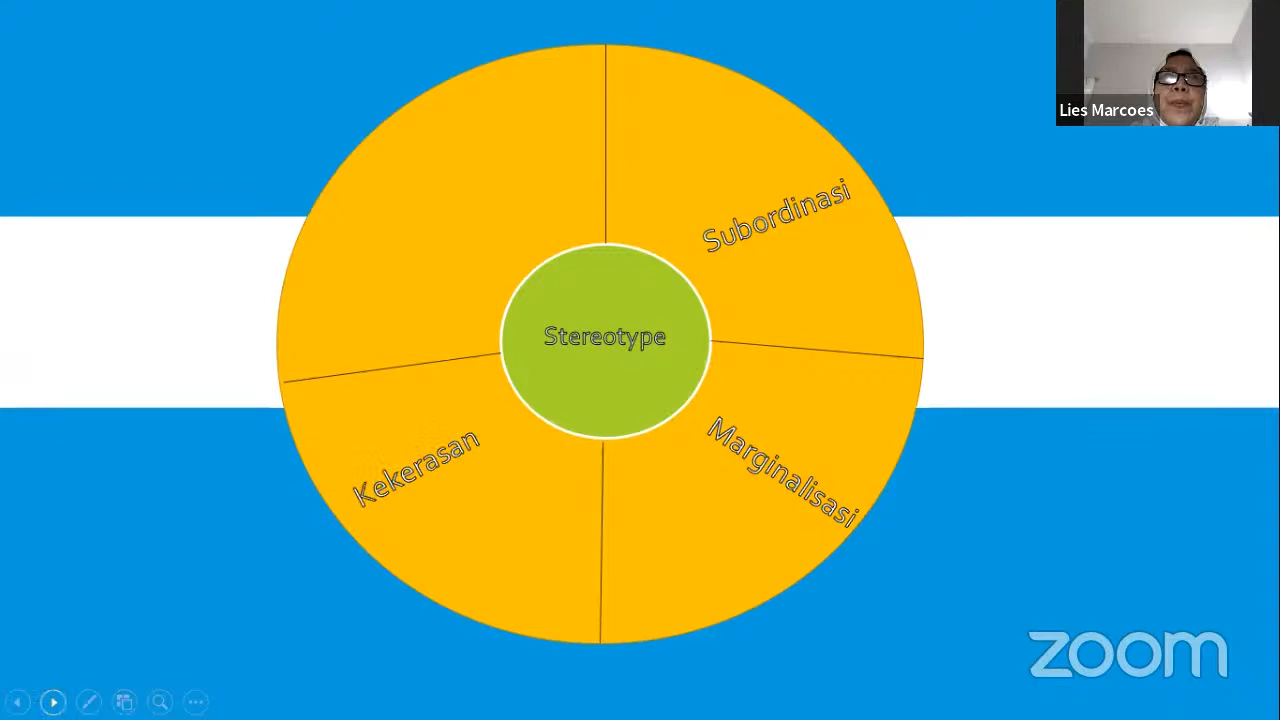 Lies Marcoes
Subordinasi
Stereotype
Kekerasan
Marginalisasi
zoom